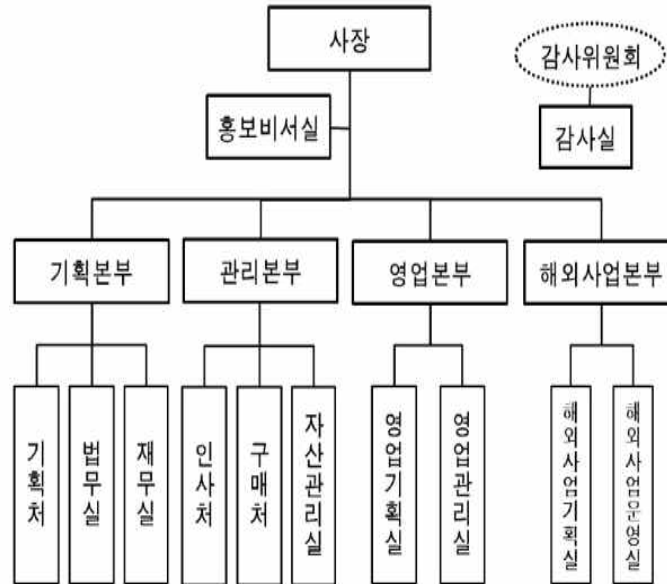 사장
감사위원회
홍보비서실
감사실
기획본부
관리본부
영업본부
해외사업본부
기획처
법무실
재무실
인사처
구매처
자산관리실
영업기획실
영업관리실
해외사업기획실
해외사업운영실